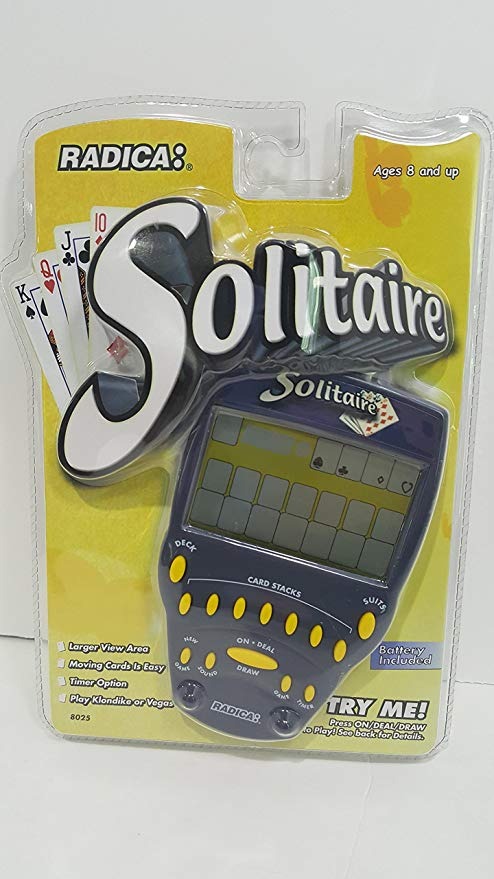 RADICA:®
Ages 8 and up
K Q J 10
Solitaire
Solitaire
DECK
CARD STACKS
SUITS
NEW
GAME
SOUND
ON • DEAL
DRAW
GAME
TIMER
RADICA:
Larger View Area
Moving Cards Is Easy
Timer Option
Play Klondike or Vegas
8025
Battery
Included
TRY ME!
Press ON/DEAL/DRAW
to Play! See back for Details.